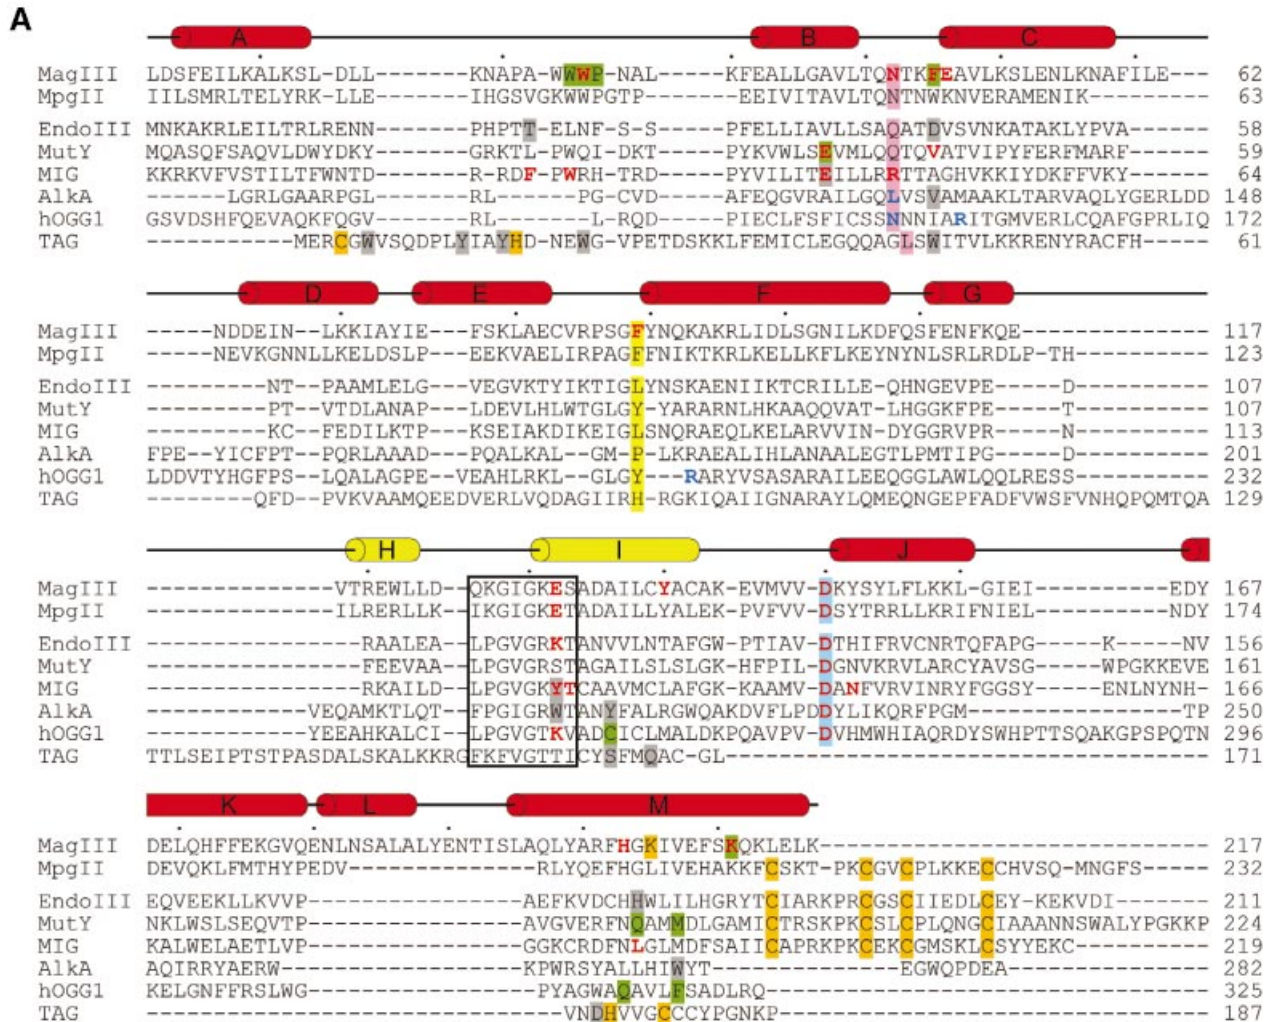 A
A B C
MagIII LDSFEILKALKSL-DLL-------KNAPA-WWWP-NAL-----KFEALLGAVLTQNTKFEAVLKSLENLKNAFILE--- 62
MpgII IILSMRLTELYRK-LLE-------IHGSVGKWWPGTP------EEIVITAVLTQNTNWKNVERAMENIK--------- 63
EndoIII MNKAKRLEILTRLRENN-------PHPTT-ELNF-S-S-----PFELLIAVLLSAQATDVSVNKATAKLYPVA------ 58
MutY MQASQFSAQVLDWYDKY-------GRKTL-PWQI-DKT-----PYKVWLSEVMLQQTQVATVIPYFERFMARF------ 59
MIG KKRKVFVSTILTFWNTD-------R-RDF-PWRH-TRD-----PYVILITEILLRRTTAGHVKKIYDKFFVKY------ 64
AlkA LGRLGAARPGL------RL-------PG-CVD-----AFEQGVRAILGQLVSVAMAAKLTARVAQLYGERLDD 148
hOGG1 GSVDSHFQEVAQKFQGV-------RL-------L-RQD-----PIECLFSFICSSNNNIARITGMVERLCQAFGPRLIQ 172
TAG MERCGWVSQDPLYIAYHD-NEWG-VPETDSKKLFEMICLEGQQAGLSWITVLKKRENYRACFH----- 61
D E F G
MagIII -----NDDEIN--LKKIAYIE---FSKLAECVRPSGFYNQKAKRLIDLSGNILKDFQSFENFKQE-------------- 117
MpgII -----NEVKGNNLLKELDSLP---EEKVAELIRPAGFFNIKTKRLKELLKFLKEYNYNLSRLRDLP-TH---------- 123
EndoIII ---------NT--PAAMLELG---VEGVKTYIKTIGLYNSKAENIIKTCRILLE-QHNGEVPE-----D---------- 107
MutY ---------PT--VTDLANAP---LDEVLHLWTGLGY-YARARNLHKAAQQVAT-LHGGKFPE-----T---------- 107
MIG ---------KC--FEDILKTP---KSEIAKDIKEIGLSNQRAEQLKELARVVIN-DYGGRVPR-----N---------- 113
AlkA FPE--YICFPT--PQRLAAAD---PQALKAL--GM-P-LKRAEALIHLANAALEGTLPMTIPG-----D---------- 201
hOGG1 LDDVTYHGFPS--LQALAGPE--VEAHLRKL--GLGY--RARYVSASARAILEEQGGLAWLQQLRESS---------- 232
TAG --------QFD--PVKVAAMQEEDVERLVQDAGIIRH-RGKIQAIIGNARAYLQMEQNGEPFADFVWSFVNHQPQMTQA 129
H I J
MagIII ----------------VTREWLLD--QKGIGKESADAILCYACAK-EVMVV-DKYSYLFLKKL-GIEI----------EDY 167
MpgII ----------------ILRERLLK--IKGIGKETADAILLYALEK-PVFVV-DSYTRRLLKRIFNIEL----------NDY 174
EndoIII ----------------RAALEA--LPGVGRKTANVVLNTAFGW-PTIAV-DTHIFRVCNRTQFAPG-----K-----NV 156
MutY ----------------FEEVAA--LPGVGRSTAGAILSLSLGK-HFPIL-DGNVKRVLARCYAVSG-----WPGKKEVE 161
MIG ----------------RKAILD--LPGVGKYTCAAVMCLAFGK-KAAMV-DANFVRVINRYFGGSY-----ENLNYNH- 166
AlkA ------------VEQAMKTLQT--FPGIGRWTANYFALRGWQAKDVFLPDDYLIKQRFPGM----------------TP 250
hOGG1 ------------YEEAHKALCI--LPGVGTKVADCICLMALDKPQAVPV-DVHMWHIAQRDYSWHPTTSQAKGPSPQTN 296
TAG TTLSEIPTSTPASDALSKALKKRGFKFVGTTICYSFMQAC-GL------------------------------------ 171
K L M
MagIII DELQHFFEKGVQENLNSALALYENTISLAQLYARFHGKIVEFSKQKLELK----------------------------- 217
MpgII DEVQKLFMTHYPEDV--------------RLYQEFHGLIVEHAKKFCSKT-PKCGVCPLKKECCHVSQ-MNGFS----- 232
EndoIII EQVEEKLLKVVP----------------AEFKVDCHHWLILHGRYTCIARKPRCGSCIIEDLCEY-KEKVDI------- 211
MutY NKLWSLSEQVTP----------------AVGVERFNQAMMDLGAMICTRSKPKCSLCPLQNGCIAAANNSWALYPGKKP 224
MIG KALWELAETLVP----------------GGKCRDFNLGLMDFSAIICAPRKPKCEKCGMSKLCSYYEKC---------- 219
AlkA AQIRRYAERW------------------KPWRSYALLHIWYT--------------EGWQPDEA--------------- 282
hOGG1 KELGNFFRSLWG-----------------PYAGWAQAVLFSADLRQ--------------------------------- 325
TAG -------------------------------VNDHVVGCCCYPGNKP-------------------------------- 187